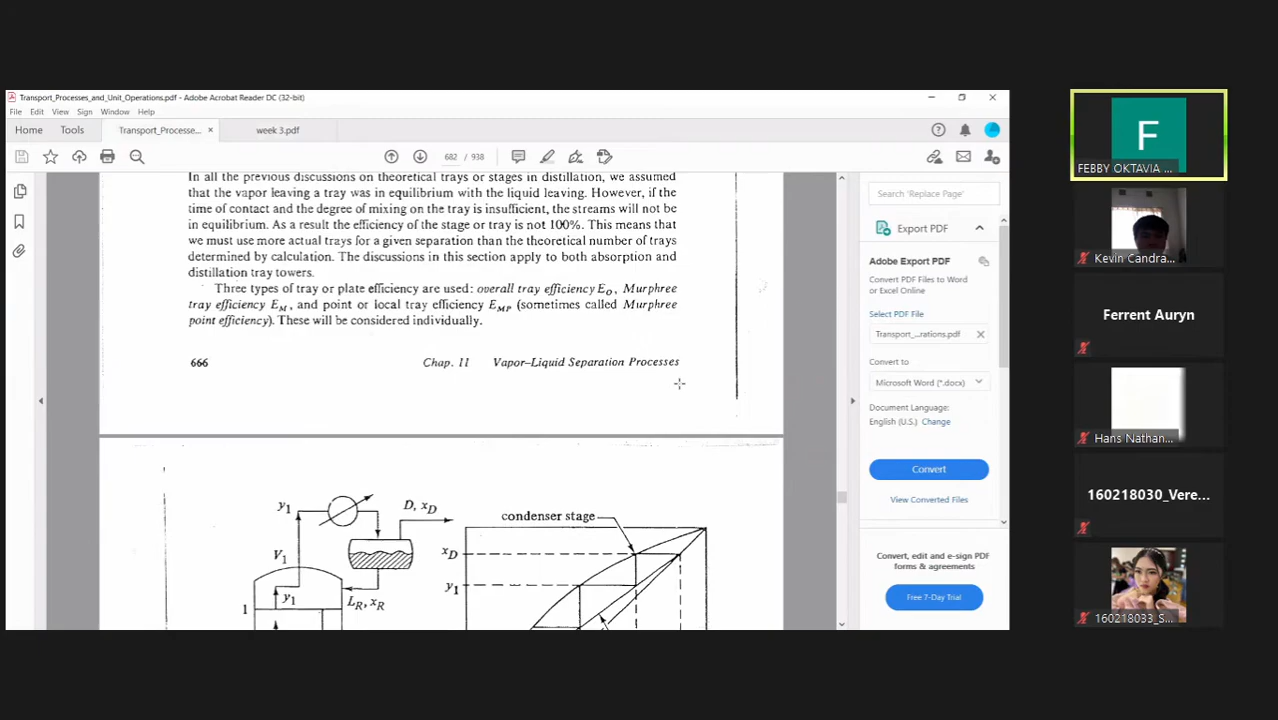 Transport_Processes_and_Unit_Operations.pdf - Adobe Acrobat Reader DC (32-bit)
File Edit View Sign Window Help
Home Tools Transport_Processe... × week 3.pdf
682 / 938
In all the previous discussions on theoretical trays or stages in distillation, we assumed
that the vapor leaving a tray was in equilibrium with the liquid leaving. However, if the
time of contact and the degree of mixing on the tray is insufficient, the streams will not be
in equilibrium. As a result the efficiency of the stage or tray is not 100%. This means that
we must use more actual trays for a given separation than the theoretical number of trays
determined by calculation. The discussions in this section apply to both absorption and
distillation tray towers.
Three types of tray or plate efficiency are used: overall tray efficiency E_O, Murphree
tray efficiency E_M, and point or local tray efficiency E_MP (sometimes called Murphree
point efficiency). These will be considered individually.
666 Chap. 11 Vapor–Liquid Separation Processes
y1
D, xD
V1
1
y1
LR, xR
condenser stage
xD
y1
Search 'Replace Page'
Export PDF
Adobe Export PDF
Convert PDF Files to Word
or Excel Online
Select PDF File
Transport_...rations.pdf
Convert to
Microsoft Word (*.docx)
Document Language:
English (U.S.) Change
Convert
View Converted Files
Convert, edit and e-sign PDF
forms & agreements
Free 7-Day Trial
F
FEBBY OKTAVIA ...
Kevin Candra...
Ferrent Auryn
Hans Nathan...
160218030_Vere...
160218033_S...